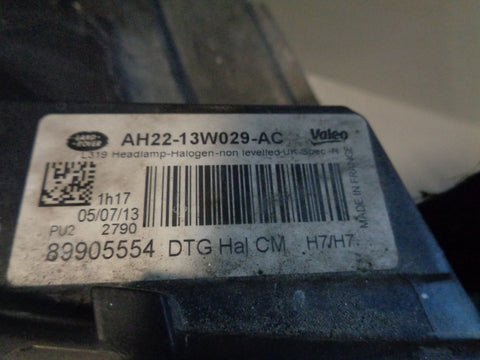 LAND-
ROVER
AH22-13W029-AC
Valeo
L319 Headlamp-Halogen-non levelled-UK Spec -N
1h17
05/07/13
PU2 2790
MADE IN FRANCE
89905554 DTG Hal CM H7/H7